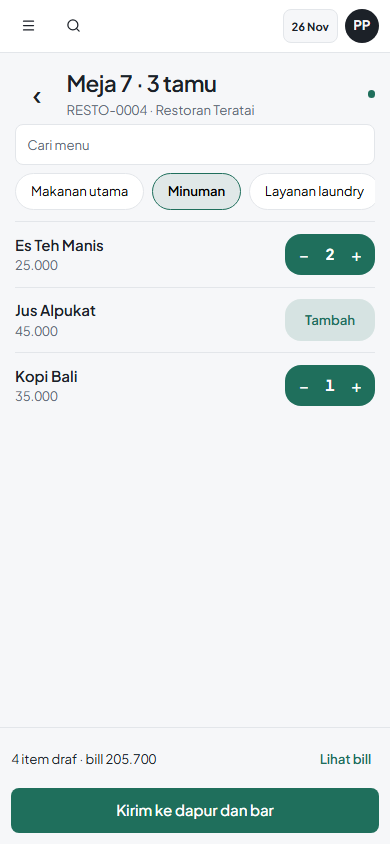 26 Nov
PP
Meja 7 · 3 tamu
RESTO-0004 · Restoran Teratai
Cari menu
Makanan utama
Minuman
Layanan laundry
Es Teh Manis
25.000
− 2 +
Jus Alpukat
45.000
Tambah
Kopi Bali
35.000
− 1 +
4 item draf · bill 205.700
Lihat bill
Kirim ke dapur dan bar